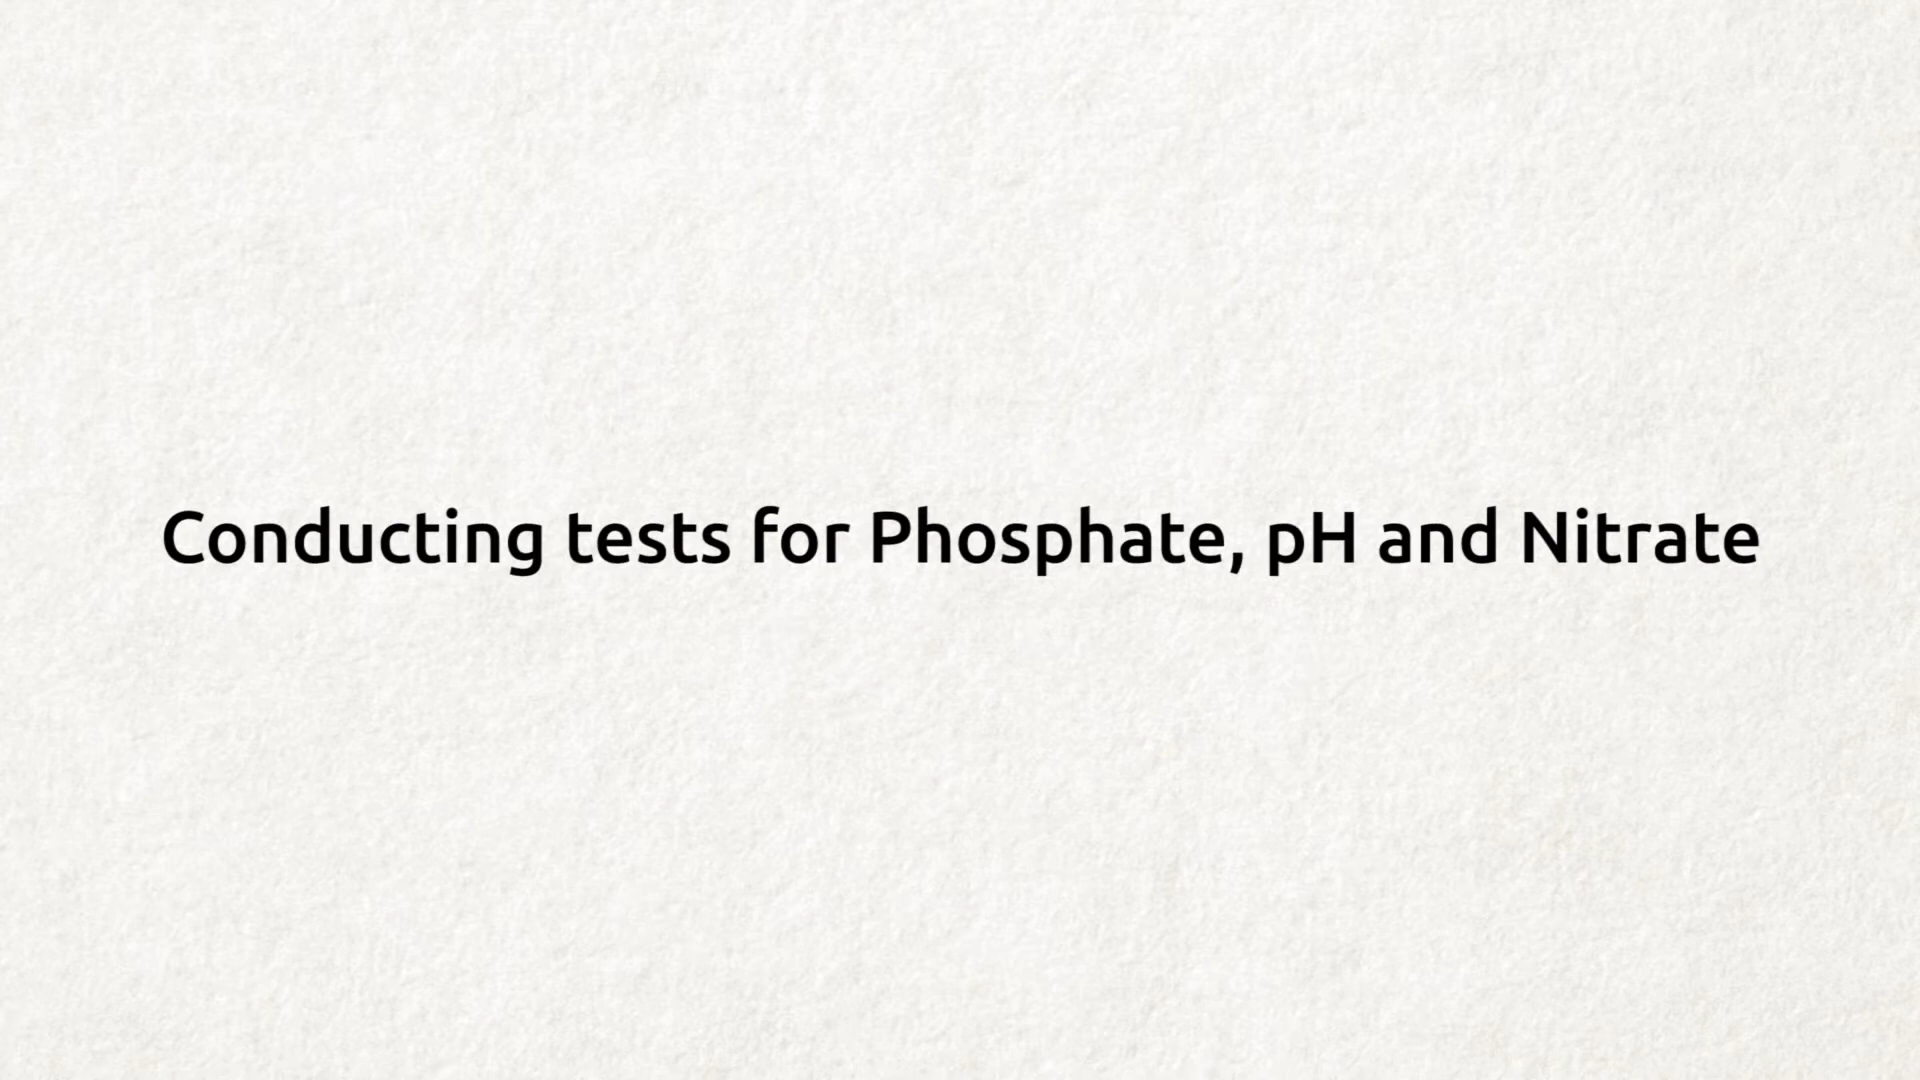 Conducting tests for Phosphate, pH and Nitrate